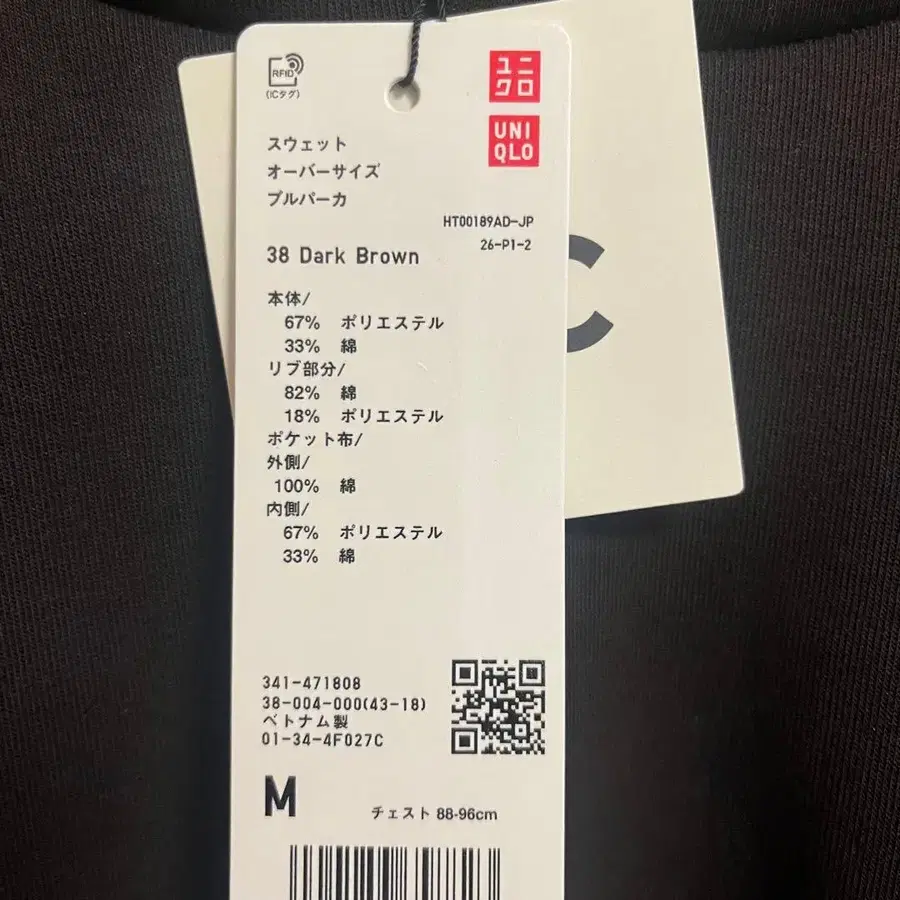 RFID
(ICタグ)
ユニ
クロ
UNI
QLO
スウェット
オーバーサイズ
プルパーカ
HT00189AD-JP
26-P1-2
38 Dark Brown
本体/
67% ポリエステル
33% 綿
リブ部分/
82% 綿
18% ポリエステル
ポケット布/
外側/
100% 綿
内側/
67% ポリエステル
33% 綿
341-471808
38-004-000(43-18)
ベトナム製
01-34-4F027C
M
チェスト 88-96cm
C